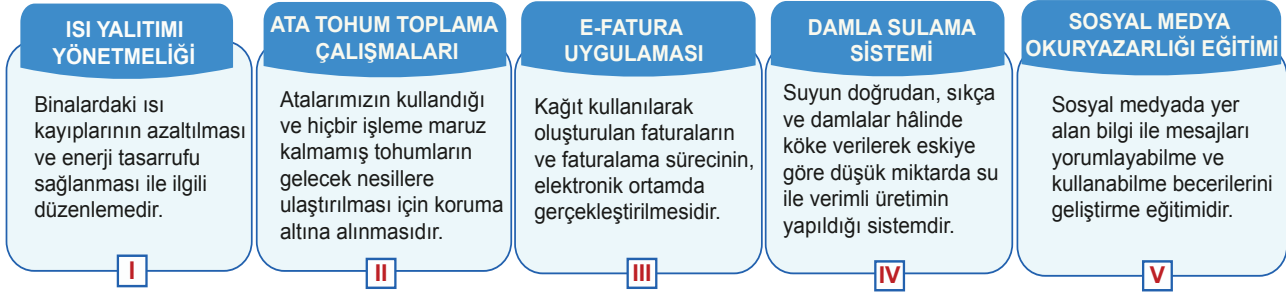 ISI YALITIMI
YÖNETMELİĞİ
Binalardaki ısı
kayıplarının azaltılması
ve enerji tasarrufu
sağlanması ile ilgili
düzenlemedir.
I
ATA TOHUM TOPLAMA
ÇALIŞMALARI
Atalarımızın kullandığı
ve hiçbir işleme maruz
kalmamış tohumların
gelecek nesillere
ulaştırılması için koruma
altına alınmasıdır.
II
E-FATURA
UYGULAMASI
Kağıt kullanılarak
oluşturulan faturaların
ve faturalama sürecinin,
elektronik ortamda
gerçekleştirilmesidir.
III
DAMLA SULAMA
SİSTEMİ
Suyun doğrudan, sıkça
ve damlalar hâlinde
köke verilerek eskiye
göre düşük miktarda su
ile verimli üretimin
yapıldığı sistemdir.
IV
SOSYAL MEDYA
OKURYAZARLIĞI EĞİTİMİ
Sosyal medyada yer
alan bilgi ile mesajları
yorumlayabilme ve
kullanabilme becerilerini
geliştirme eğitimidir.
V